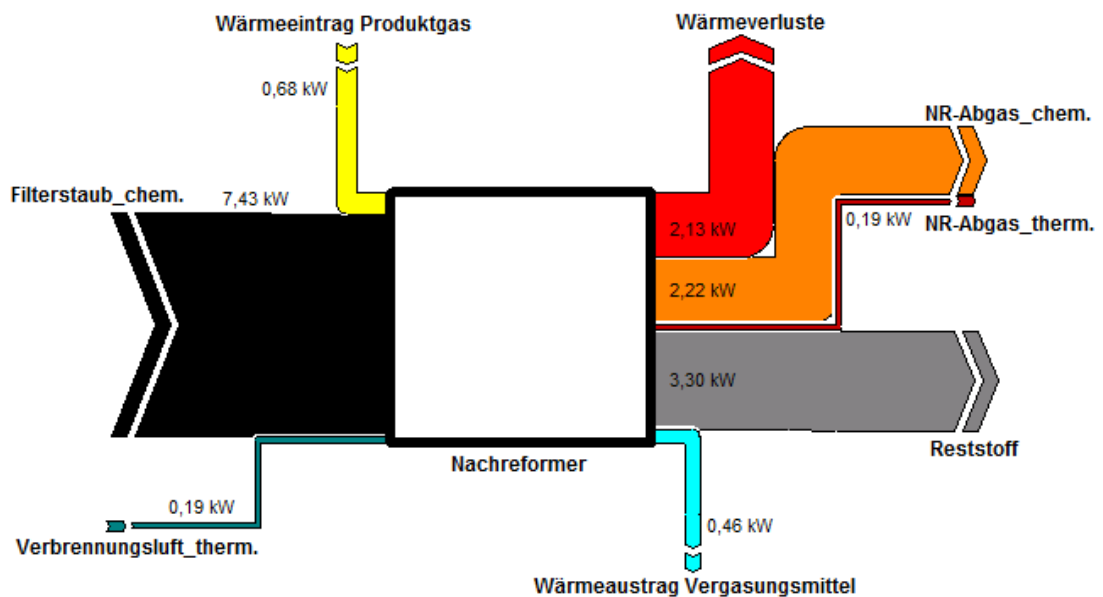 Wärmeeintrag Produktgas
Wärmeverluste
0,68 kW
NR-Abgas_chem.
Filterstaub_chem.
7,43 kW
0,19 kW
NR-Abgas_therm.
2,13 kW
2,22 kW
3,30 kW
Reststoff
Nachreformer
0,19 kW
0,46 kW
Verbrennungsluft_therm.
Wärmeaustrag Vergasungsmittel